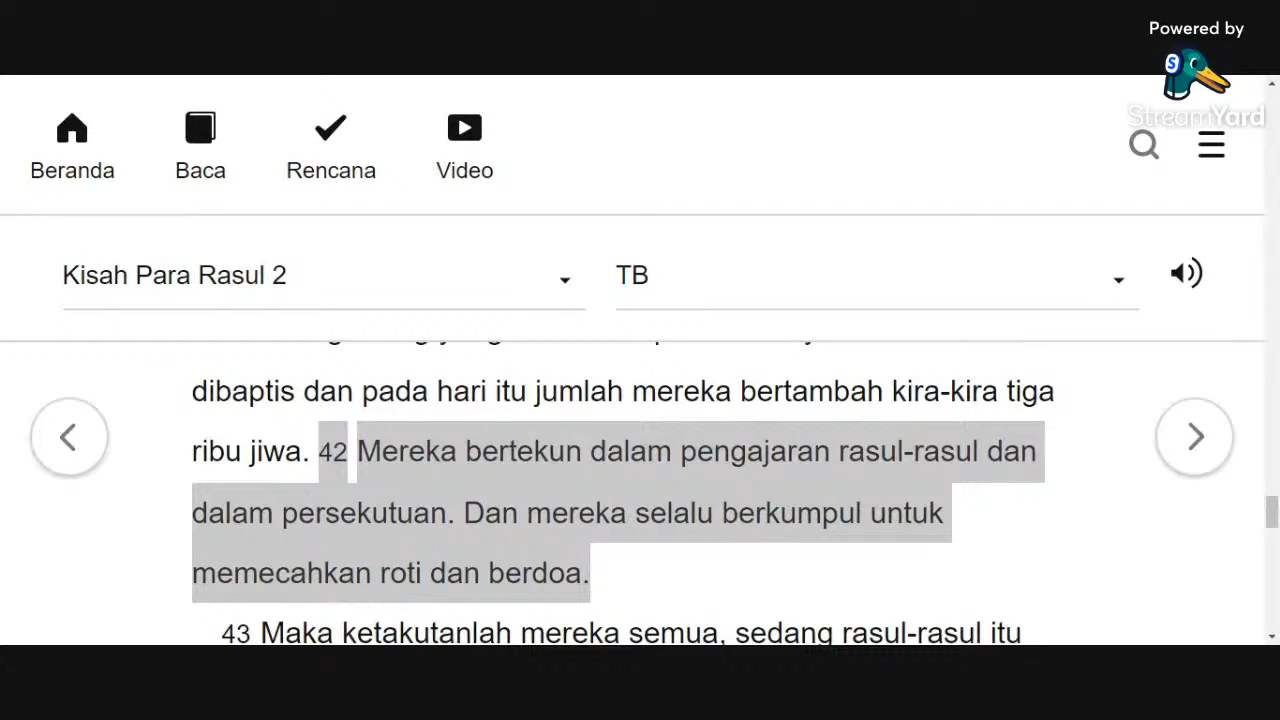 Powered by
StreamYard
Beranda
Baca
Rencana
Video
Kisah Para Rasul 2
TB
dibaptis dan pada hari itu jumlah mereka bertambah kira-kira tiga
ribu jiwa. 42 Mereka bertekun dalam pengajaran rasul-rasul dan
dalam persekutuan. Dan mereka selalu berkumpul untuk
memecahkan roti dan berdoa.
43 Maka ketakutanlah mereka semua, sedang rasul-rasul itu